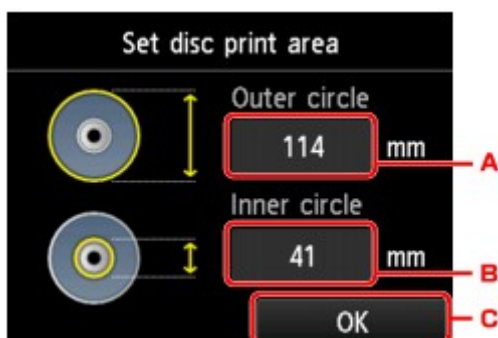 Set disc print area
Outer circle
114 mm
A
Inner circle
41 mm
B
OK
C